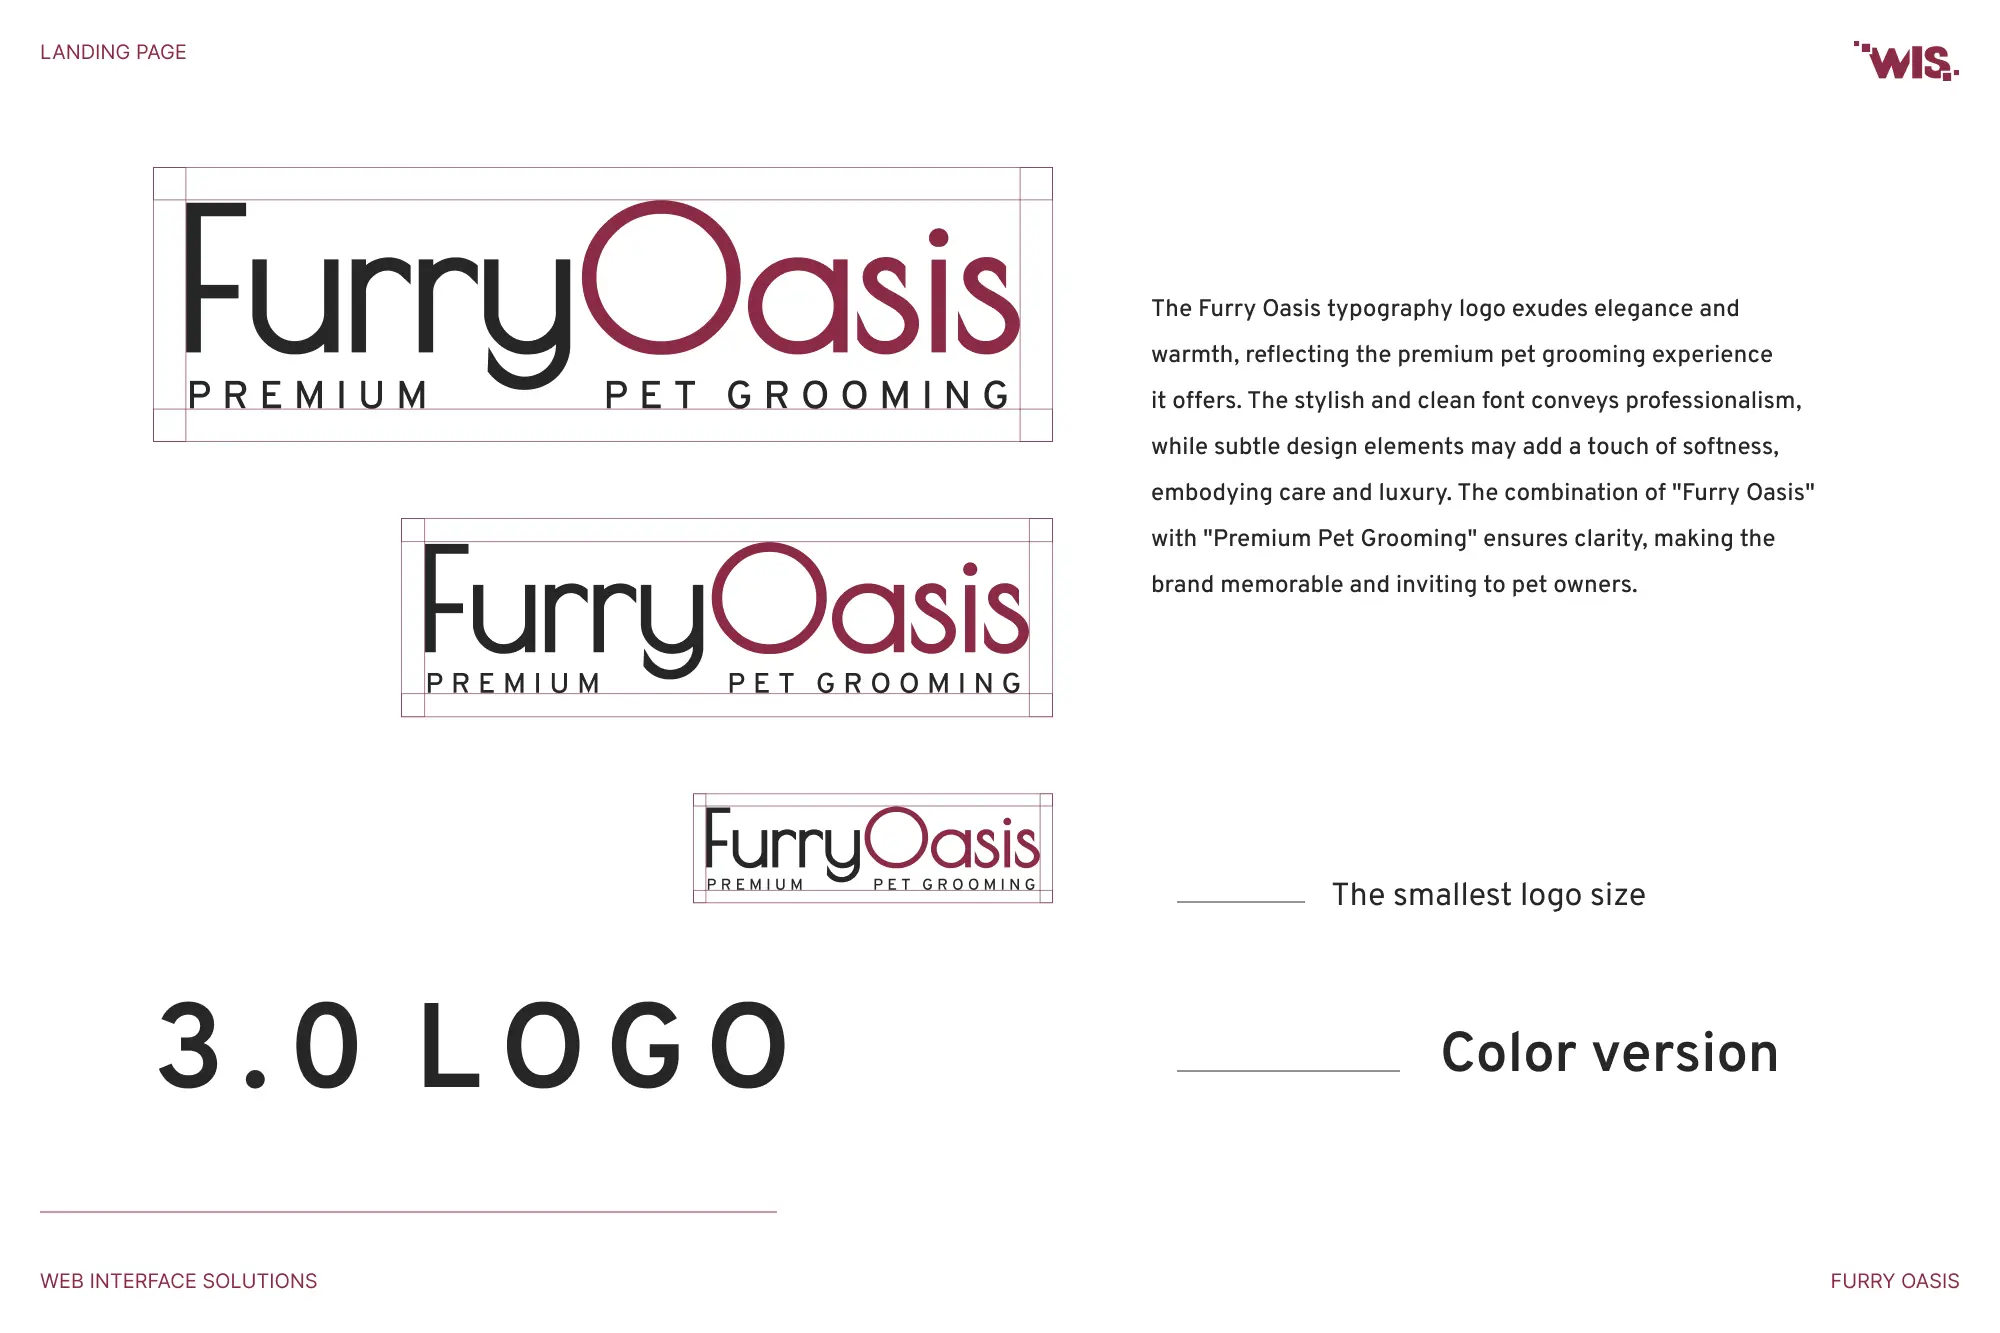 LANDING PAGE
WIS.
FurryOasis
PREMIUM PET GROOMING
FurryOasis
PREMIUM PET GROOMING
FurryOasis
PREMIUM PET GROOMING
The Furry Oasis typography logo exudes elegance and
warmth, reflecting the premium pet grooming experience
it offers. The stylish and clean font conveys professionalism,
while subtle design elements may add a touch of softness,
embodying care and luxury. The combination of "Furry Oasis"
with "Premium Pet Grooming" ensures clarity, making the
brand memorable and inviting to pet owners.
The smallest logo size
3.0 LOGO
Color version
WEB INTERFACE SOLUTIONS
FURRY OASIS